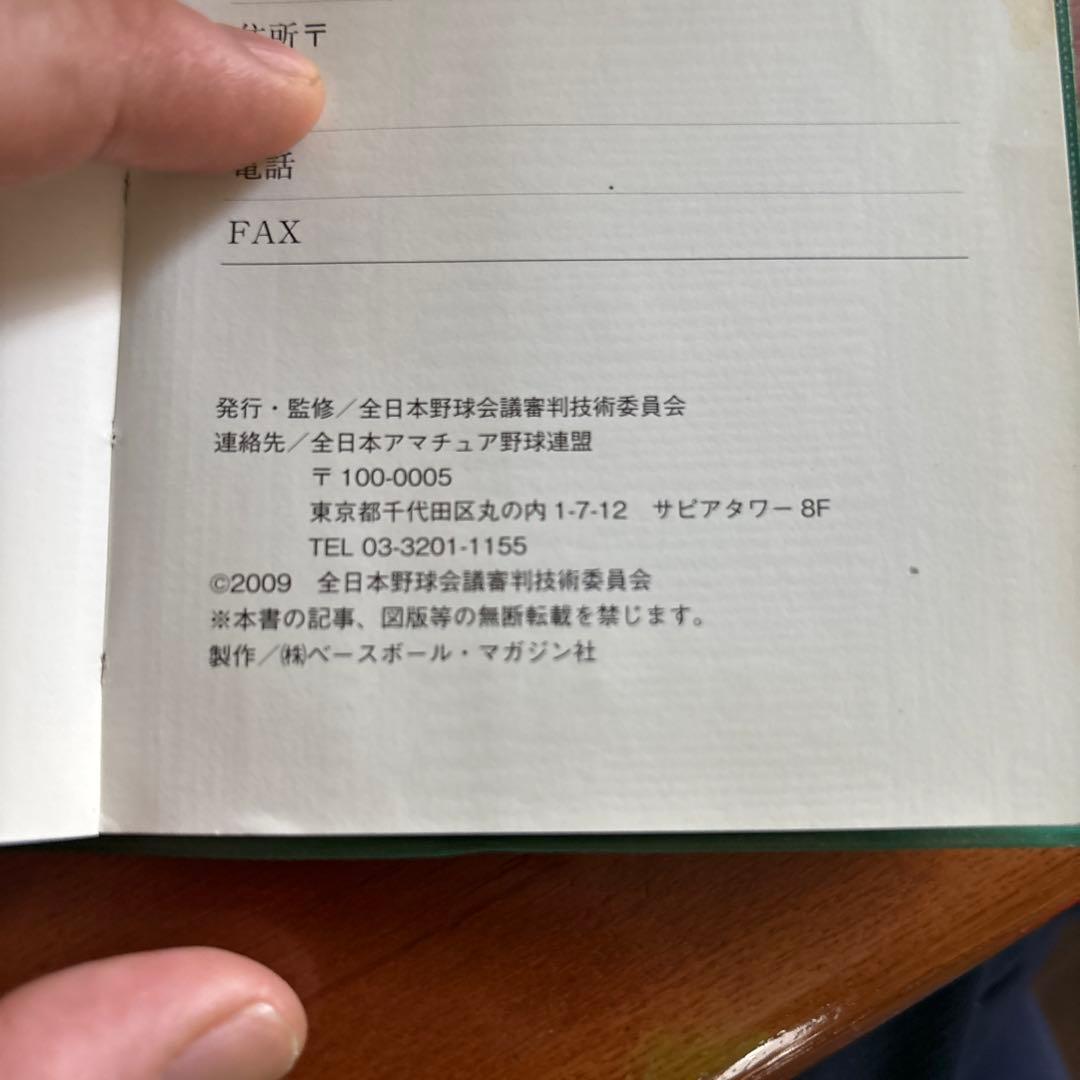 住所〒
電話
FAX
発行・監修／全日本野球会議審判技術委員会
連絡先／全日本アマチュア野球連盟
〒100-0005
東京都千代田区丸の内1-7-12　サピアタワー8F
TEL 03-3201-1155
©2009　全日本野球会議審判技術委員会
※本書の記事、図版等の無断転載を禁じます。
製作／㈱ベースボール・マガジン社